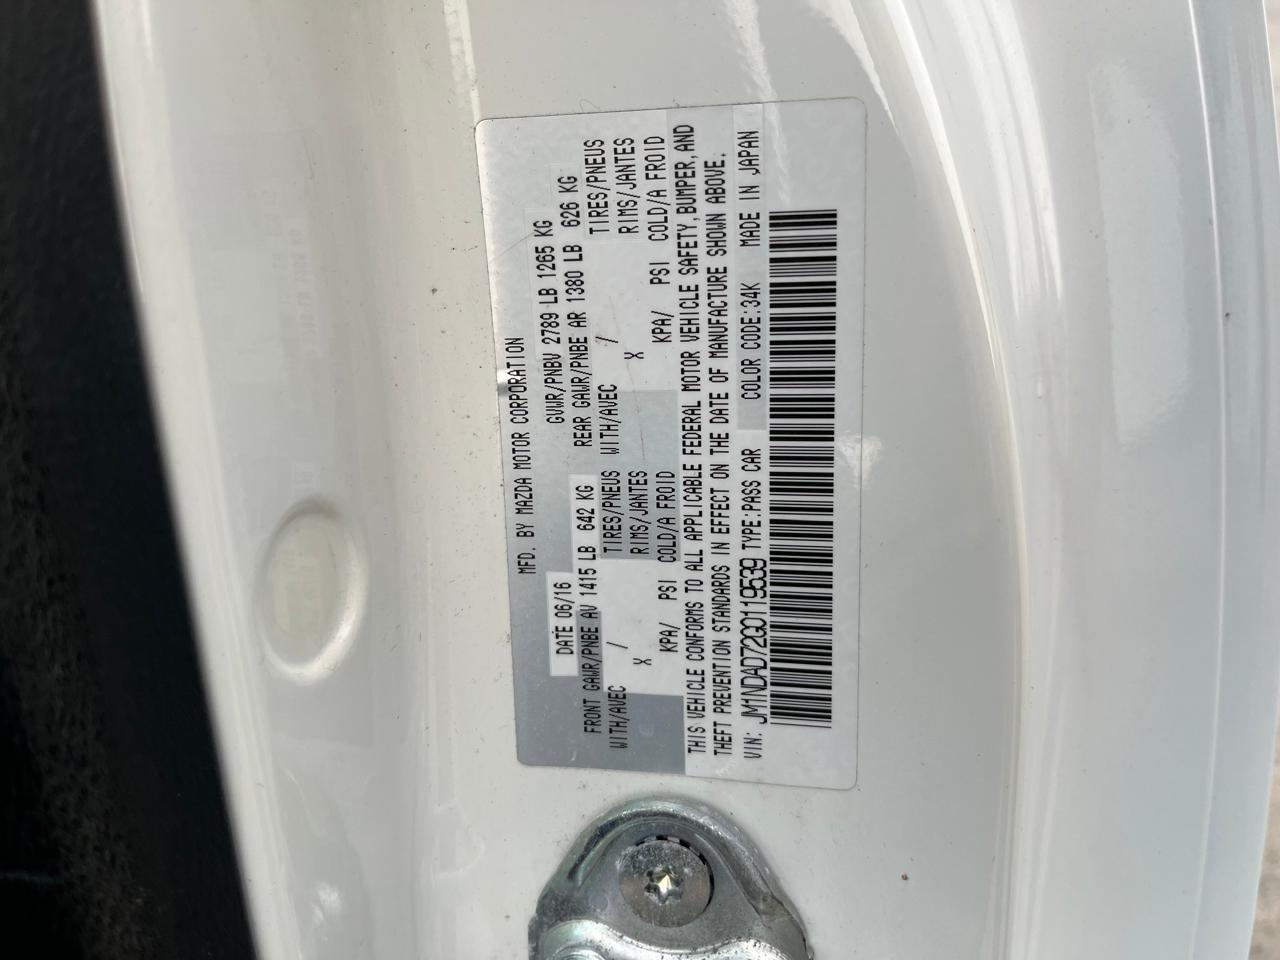 MFD. BY MAZDA MOTOR CORPORATION
DATE 06/16 GVWR/PNBV 2789 LB 1265 KG
FRONT GAWR/PNBE AV 1415 LB 642 KG REAR GAWR/PNBE AR 1380 LB 626 KG
WITH/AVEC / TIRES/PNEUS WITH/AVEC / TIRES/PNEUS
X RIMS/JANTES X RIMS/JANTES
KPA/ PSI COLD/A FROID KPA/ PSI COLD/A FROID
THIS VEHICLE CONFORMS TO ALL APPLICABLE FEDERAL MOTOR VEHICLE SAFETY, BUMPER, AND
THEFT PREVENTION STANDARDS IN EFFECT ON THE DATE OF MANUFACTURE SHOWN ABOVE.
VIN: JM1NDAD72G0119539 TYPE:PASS CAR COLOR CODE:34K MADE IN JAPAN